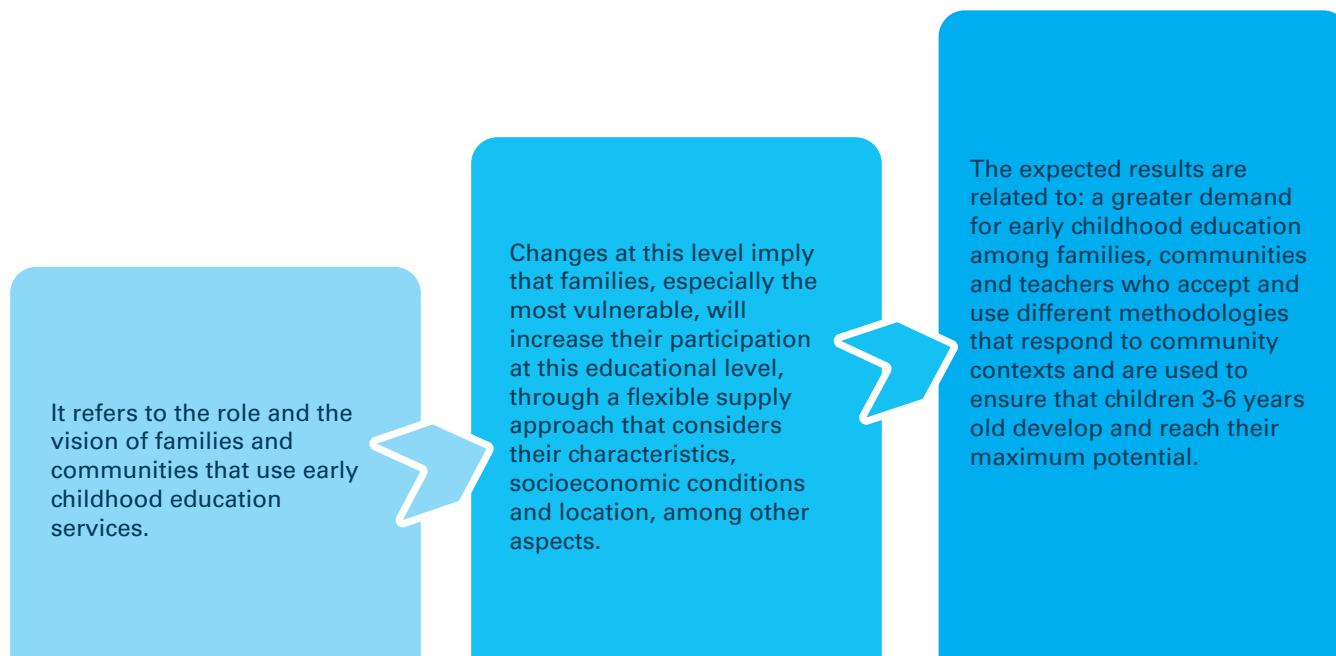 It refers to the role and the
vision of families and
communities that use early
childhood education
services.
Changes at this level imply
that families, especially the
most vulnerable, will
increase their participation
at this educational level,
through a flexible supply
approach that considers
their characteristics,
socioeconomic conditions
and location, among other
aspects.
The expected results are
related to: a greater demand
for early childhood education
among families, communities
and teachers who accept and
use different methodologies
that respond to community
contexts and are used to
ensure that children 3-6 years
old develop and reach their
maximum potential.